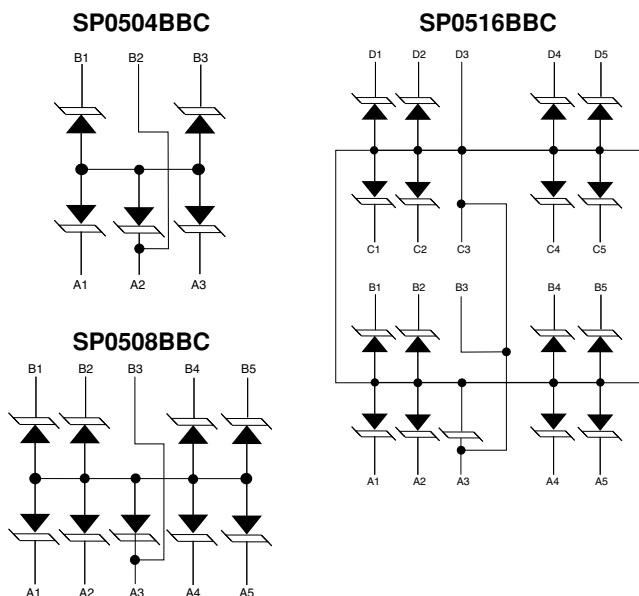 SP0504BBC
B1 B2 B3
A1 A2 A3
SP0508BBC
B1 B2 B3 B4 B5
A1 A2 A3 A4 A5
SP0516BBC
D1 D2 D3 D4 D5
C1 C2 C3 C4 C5
B1 B2 B3 B4 B5
A1 A2 A3 A4 A5